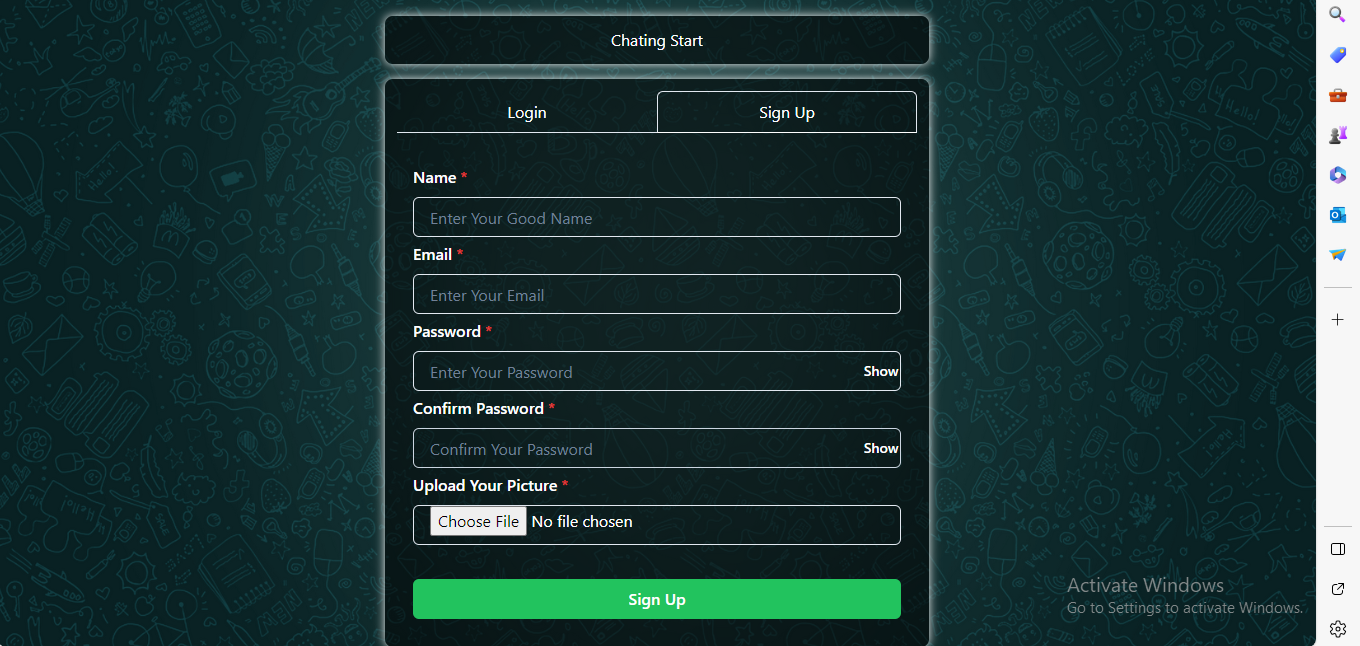 Chating Start
Login
Sign Up
Name *
Enter Your Good Name
Email *
Enter Your Email
Password *
Enter Your Password
Show
Confirm Password *
Confirm Your Password
Show
Upload Your Picture *
Choose File No file chosen
Sign Up
Activate Windows
Go to Settings to activate Windows.